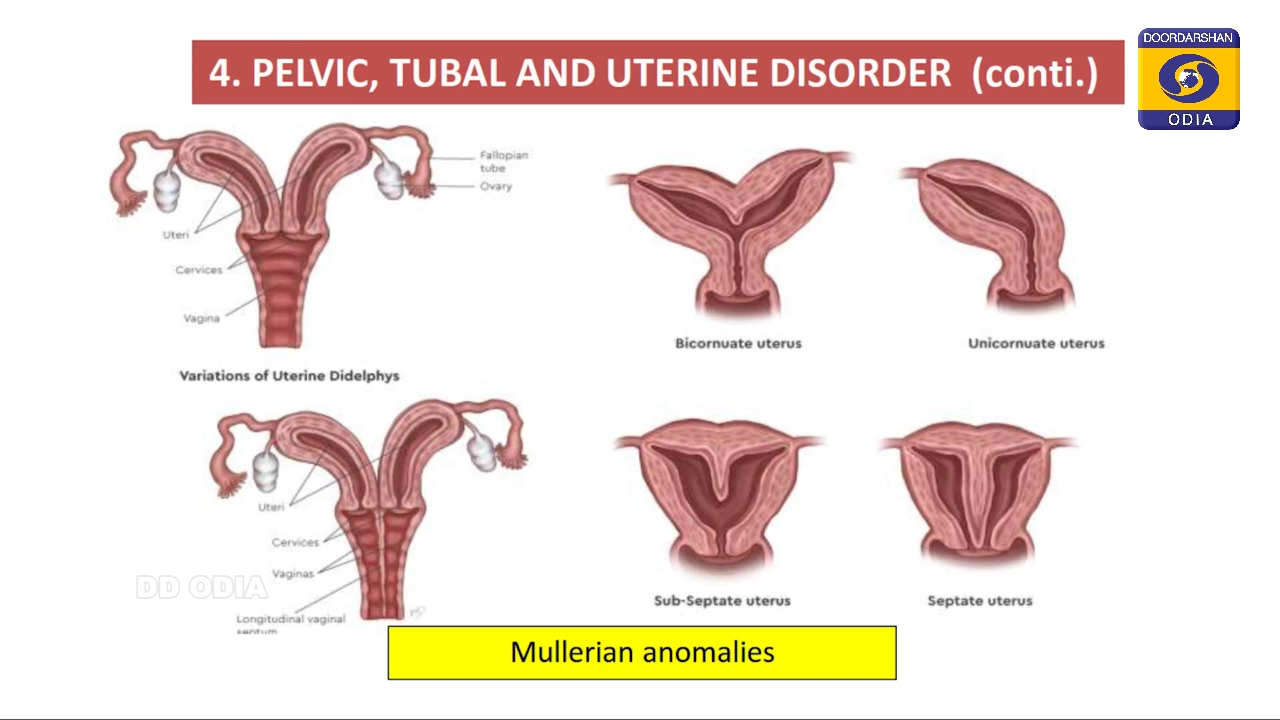 4. PELVIC, TUBAL AND UTERINE DISORDER (conti.)
DOORDARSHAN
ODIA
Fallopian
tube
Ovary
Uteri
Cervices
Vagina
Variations of Uterine Didelphys
Bicornuate uterus
Unicornuate uterus
Uteri
Cervices
Vaginas
Longitudinal vaginal
septum
DD ODIA
Sub-Septate uterus
Septate uterus
Mullerian anomalies